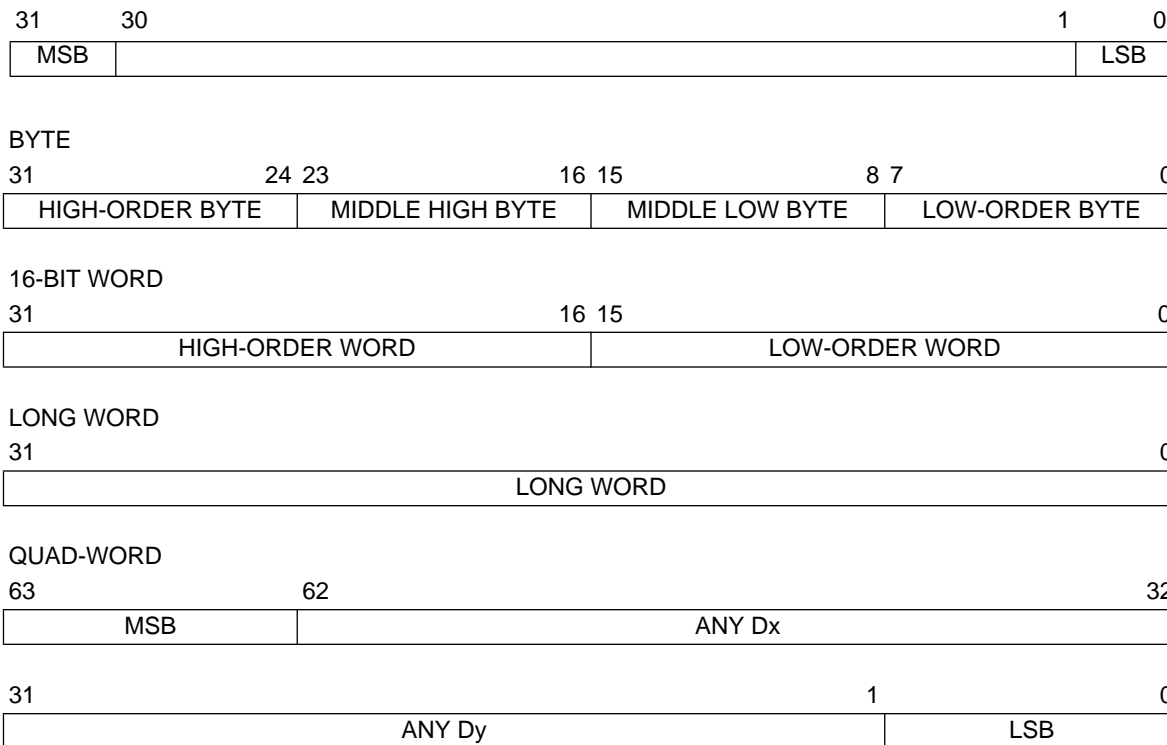 31 30 1 0
MSB LSB
BYTE
31 24 23 16 15 8 7 0
HIGH-ORDER BYTE MIDDLE HIGH BYTE MIDDLE LOW BYTE LOW-ORDER BYTE
16-BIT WORD
31 16 15 0
HIGH-ORDER WORD LOW-ORDER WORD
LONG WORD
31 0
LONG WORD
QUAD-WORD
63 62 32
MSB ANY Dx
31 1 0
ANY Dy LSB